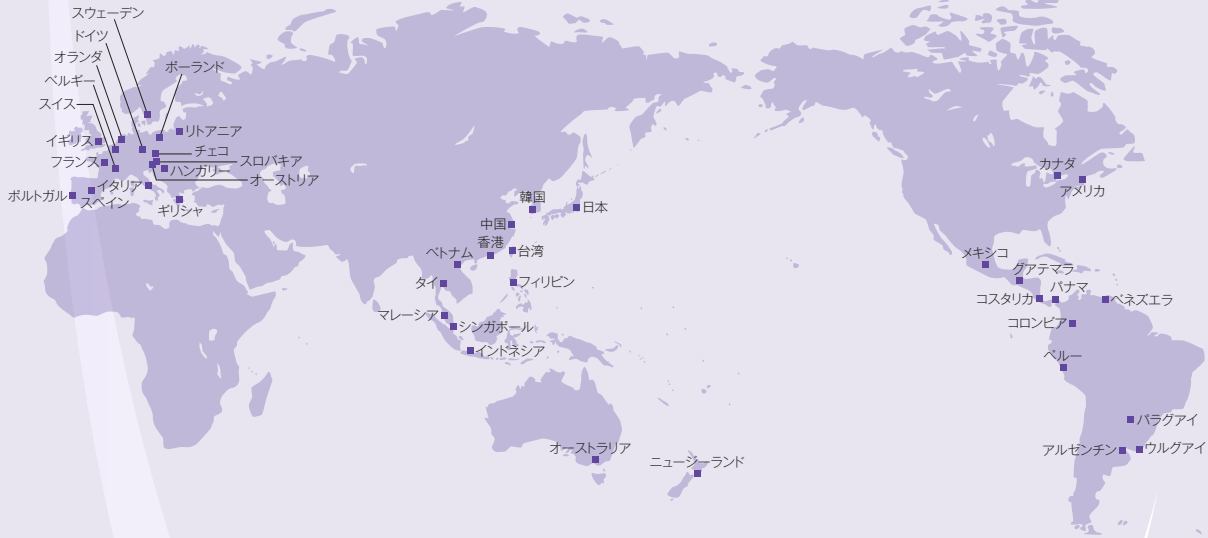 スウェーデン
ドイツ
オランダ
ポーランド
ベルギー
スイス
リトアニア
イギリス
チェコ
フランス
スロバキア
ハンガリー
オーストリア
イタリア
ポルトガル
スペイン
ギリシャ
韓国
日本
中国
香港
台湾
ベトナム
タイ
フィリピン
マレーシア
シンガポール
インドネシア
オーストラリア
ニュージーランド
カナダ
アメリカ
メキシコ
グアテマラ
パナマ
コスタリカ
ベネズエラ
コロンビア
ペルー
パラグアイ
アルゼンチン
ウルグアイ